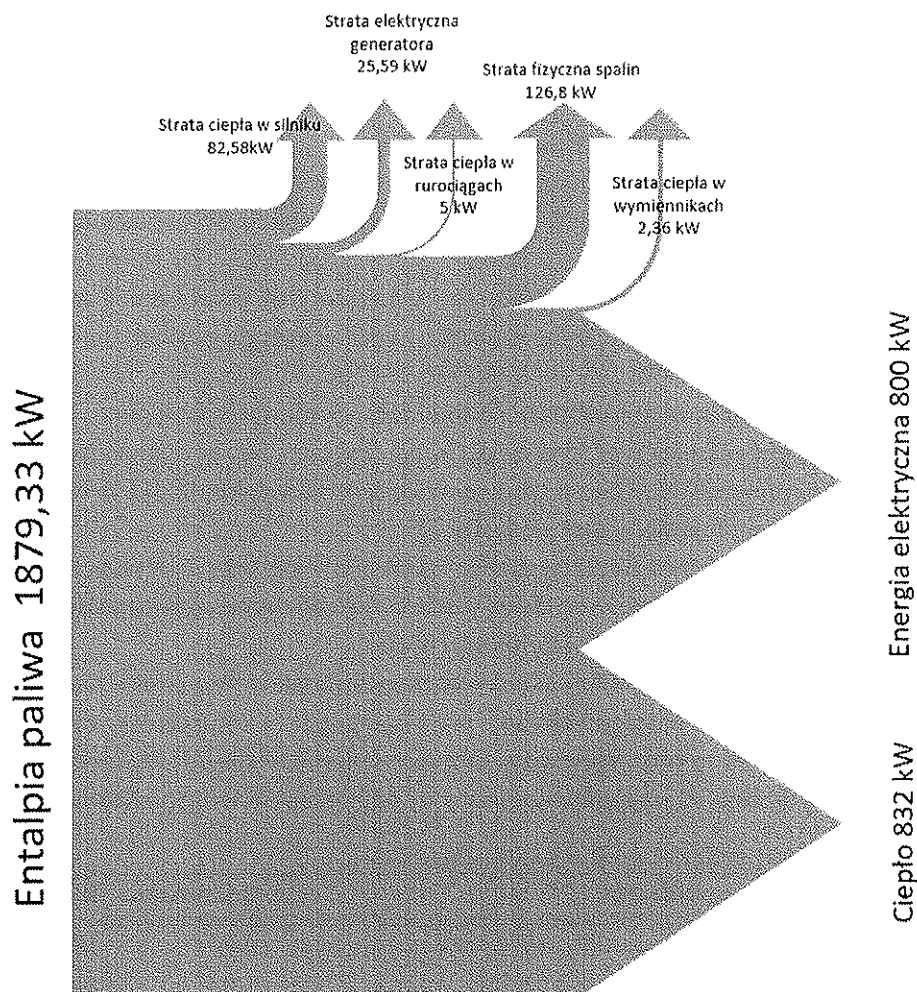 Strata elektryczna
generatora
25,59 kW
Strata fizyczna spalin
126,8 kW
Strata ciepła w silniku
82,58kW
Strata ciepła w
rurociągach
5 kW
Strata ciepła w
wymiennikach
2,36 kW
Entalpia paliwa 1879,33 kW
Energia elektryczna 800 kW
Ciepło 832 kW